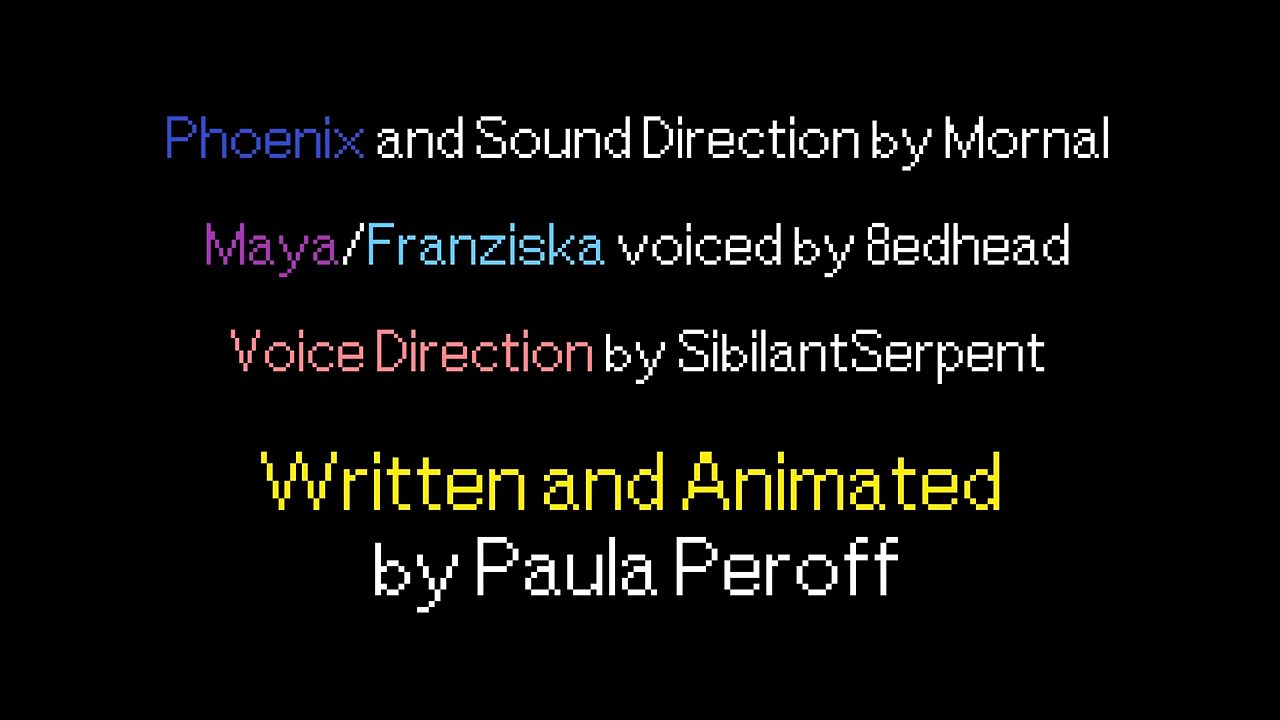 Phoenix and Sound Direction by Mornal
Maya/Franziska voiced by 8edhead
Voice Direction by SibilantSerpent
Written and Animated
by Paula Peroff